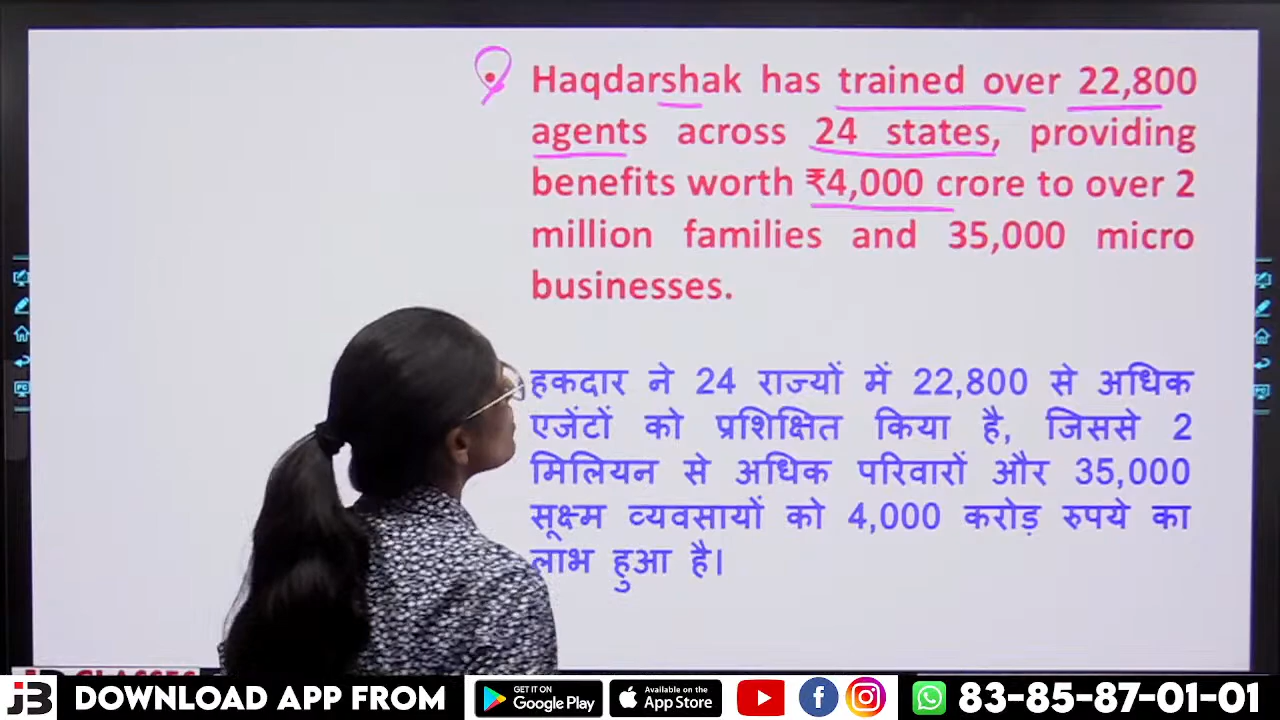 Haqdarshak has trained over 22,800
agents across 24 states, providing
benefits worth ₹4,000 crore to over 2
million families and 35,000 micro
businesses.
हकदार ने 24 राज्यों में 22,800 से अधिक
एजेंटों को प्रशिक्षित किया है, जिससे 2
मिलियन से अधिक परिवारों और 35,000
सूक्ष्म व्यवसायों को 4,000 करोड़ रुपये का
लाभ हुआ है।
JB CLASSES
JB DOWNLOAD APP FROM GET IT ON Google Play Available on the App Store 83-85-87-01-01